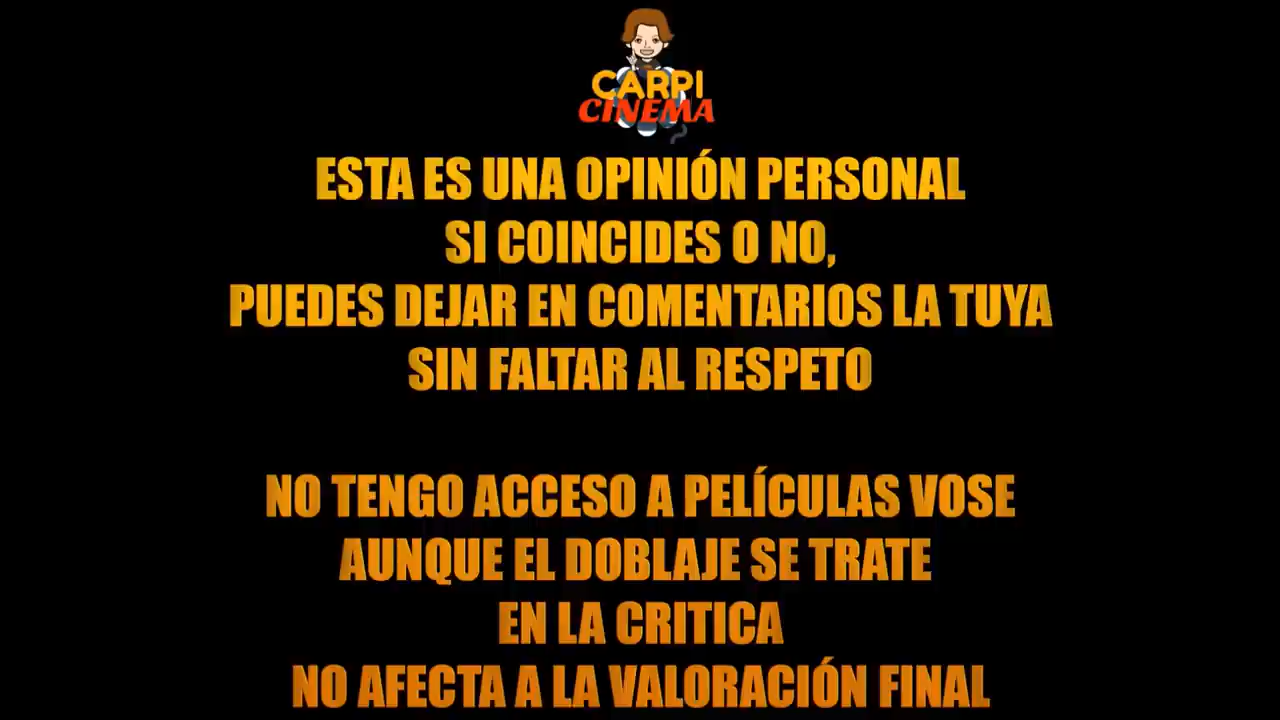 CARPI
CINEMA
ESTA ES UNA OPINIÓN PERSONAL
SI COINCIDES O NO,
PUEDES DEJAR EN COMENTARIOS LA TUYA
SIN FALTAR AL RESPETO
NO TENGO ACCESO A PELÍCULAS VOSE
AUNQUE EL DOBLAJE SE TRATE
EN LA CRITICA
NO AFECTA A LA VALORACIÓN FINAL